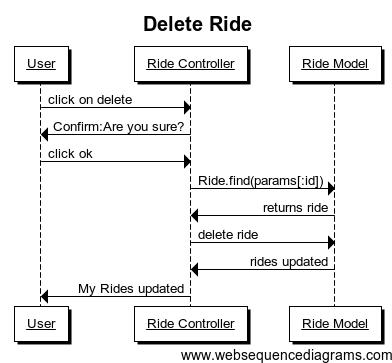 Delete Ride
User
Ride Controller
Ride Model
click on delete
Confirm:Are you sure?
click ok
Ride.find(params[:id])
returns ride
delete ride
rides updated
My Rides updated
User
Ride Controller
Ride Model
www.websequencediagrams.com